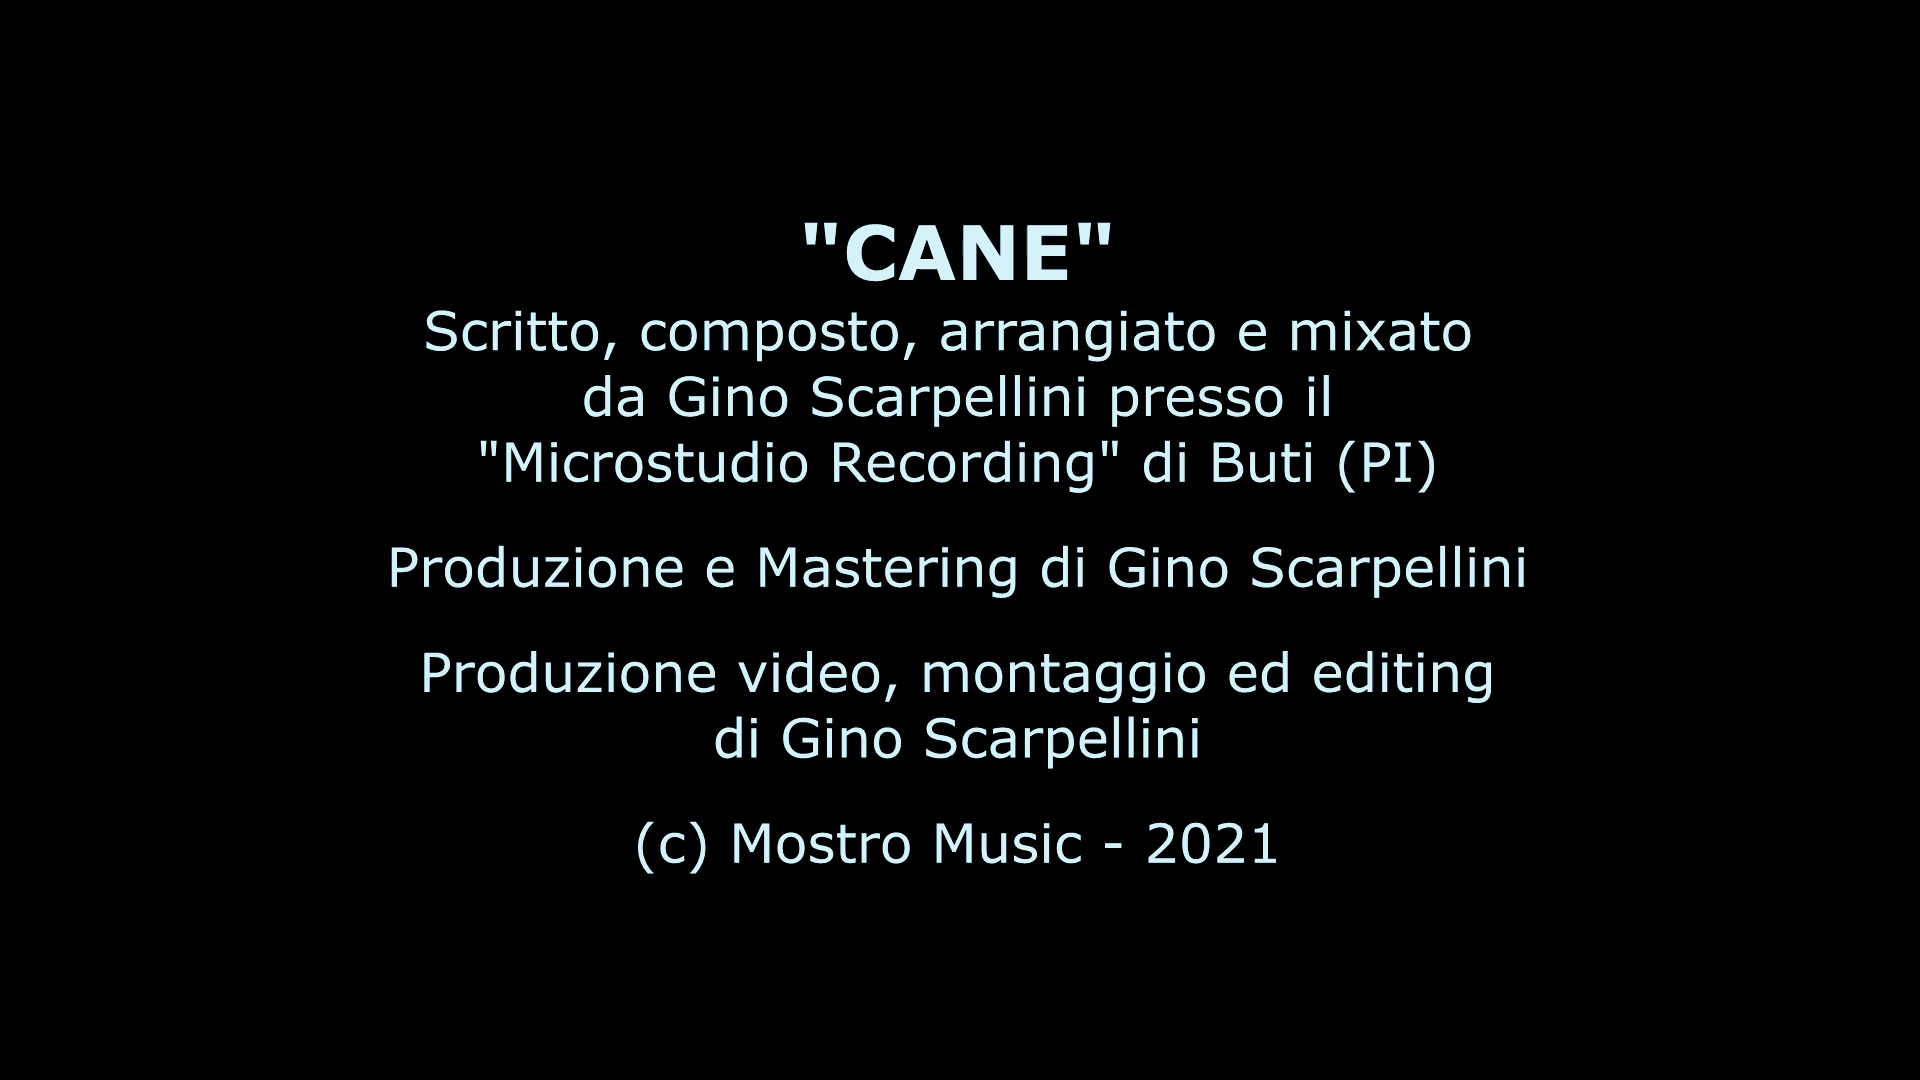 "CANE"
Scritto, composto, arrangiato e mixato
da Gino Scarpellini presso il
"Microstudio Recording" di Buti (PI)
Produzione e Mastering di Gino Scarpellini
Produzione video, montaggio ed editing
di Gino Scarpellini
(c) Mostro Music - 2021